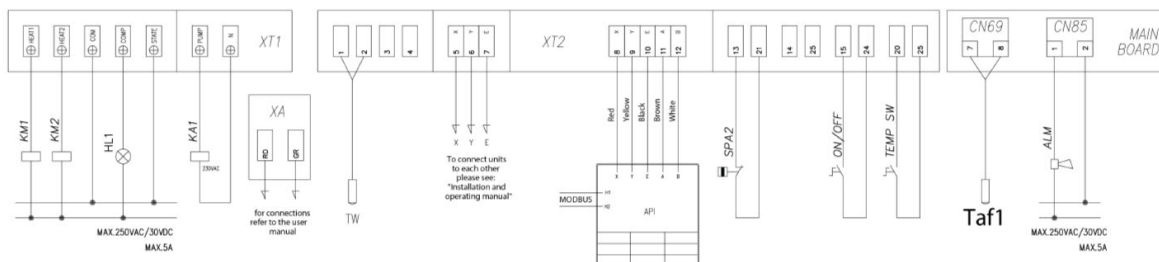 HEAT1 HEAT2 COM COMP STATE PUMP N
XT1
KM1
KM2
HL1
KA1
230VAC
MAX.250VAC/30VDC
MAX.5A
XA
RD GR
for connections
refer to the user
manual
1 2 3 4
TW
X Y E
5 6 7
X Y E
To connect units
to each other
please see:
"Installation and
operating manual"
XT2
X Y E A B
8 9 10 11 12
Red
Yellow
Black
Brown
White
X Y E A B
MODBUS
H1
H2
API
13 21 14 25 15 24 20 25
SPA2
ON/OFF
TEMP SW
CN69
7 8
Taf1
CN85
1 2
MAIN
BOARD
ALM
MAX.250VAC/30VDC
MAX.5A